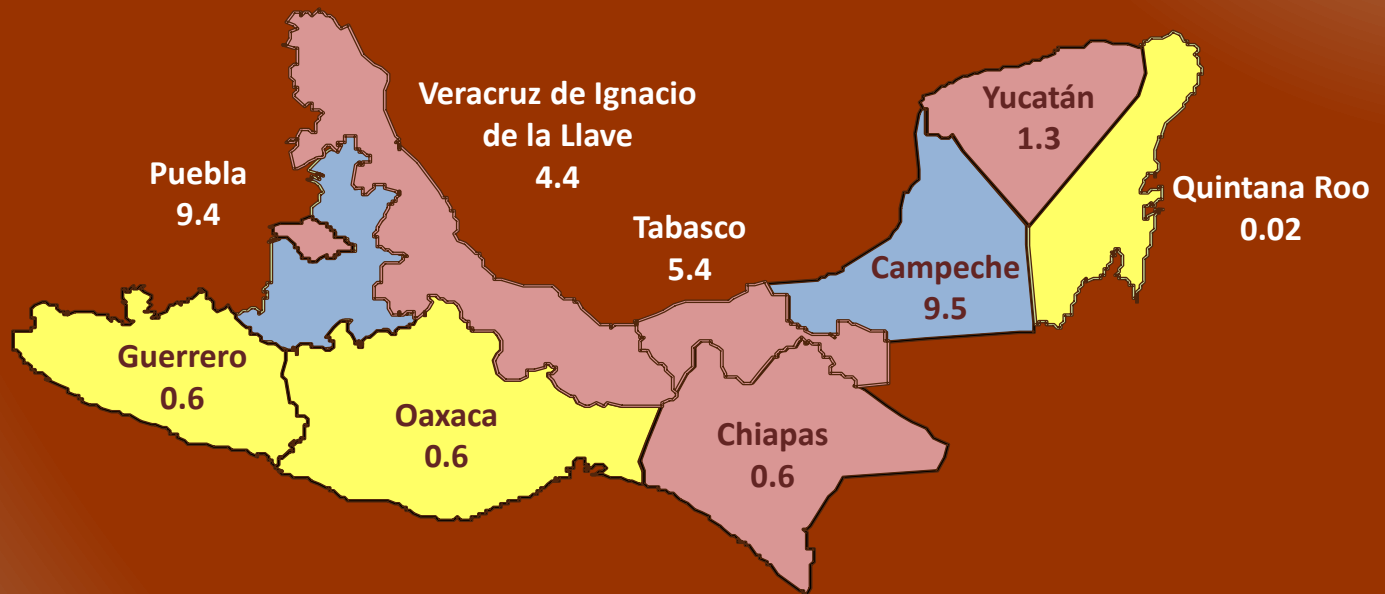 Veracruz de Ignacio
de la Llave
4.4
Yucatán
1.3
Puebla
9.4
Quintana Roo
0.02
Tabasco
5.4
Campeche
9.5
Guerrero
0.6
Oaxaca
0.6
Chiapas
0.6